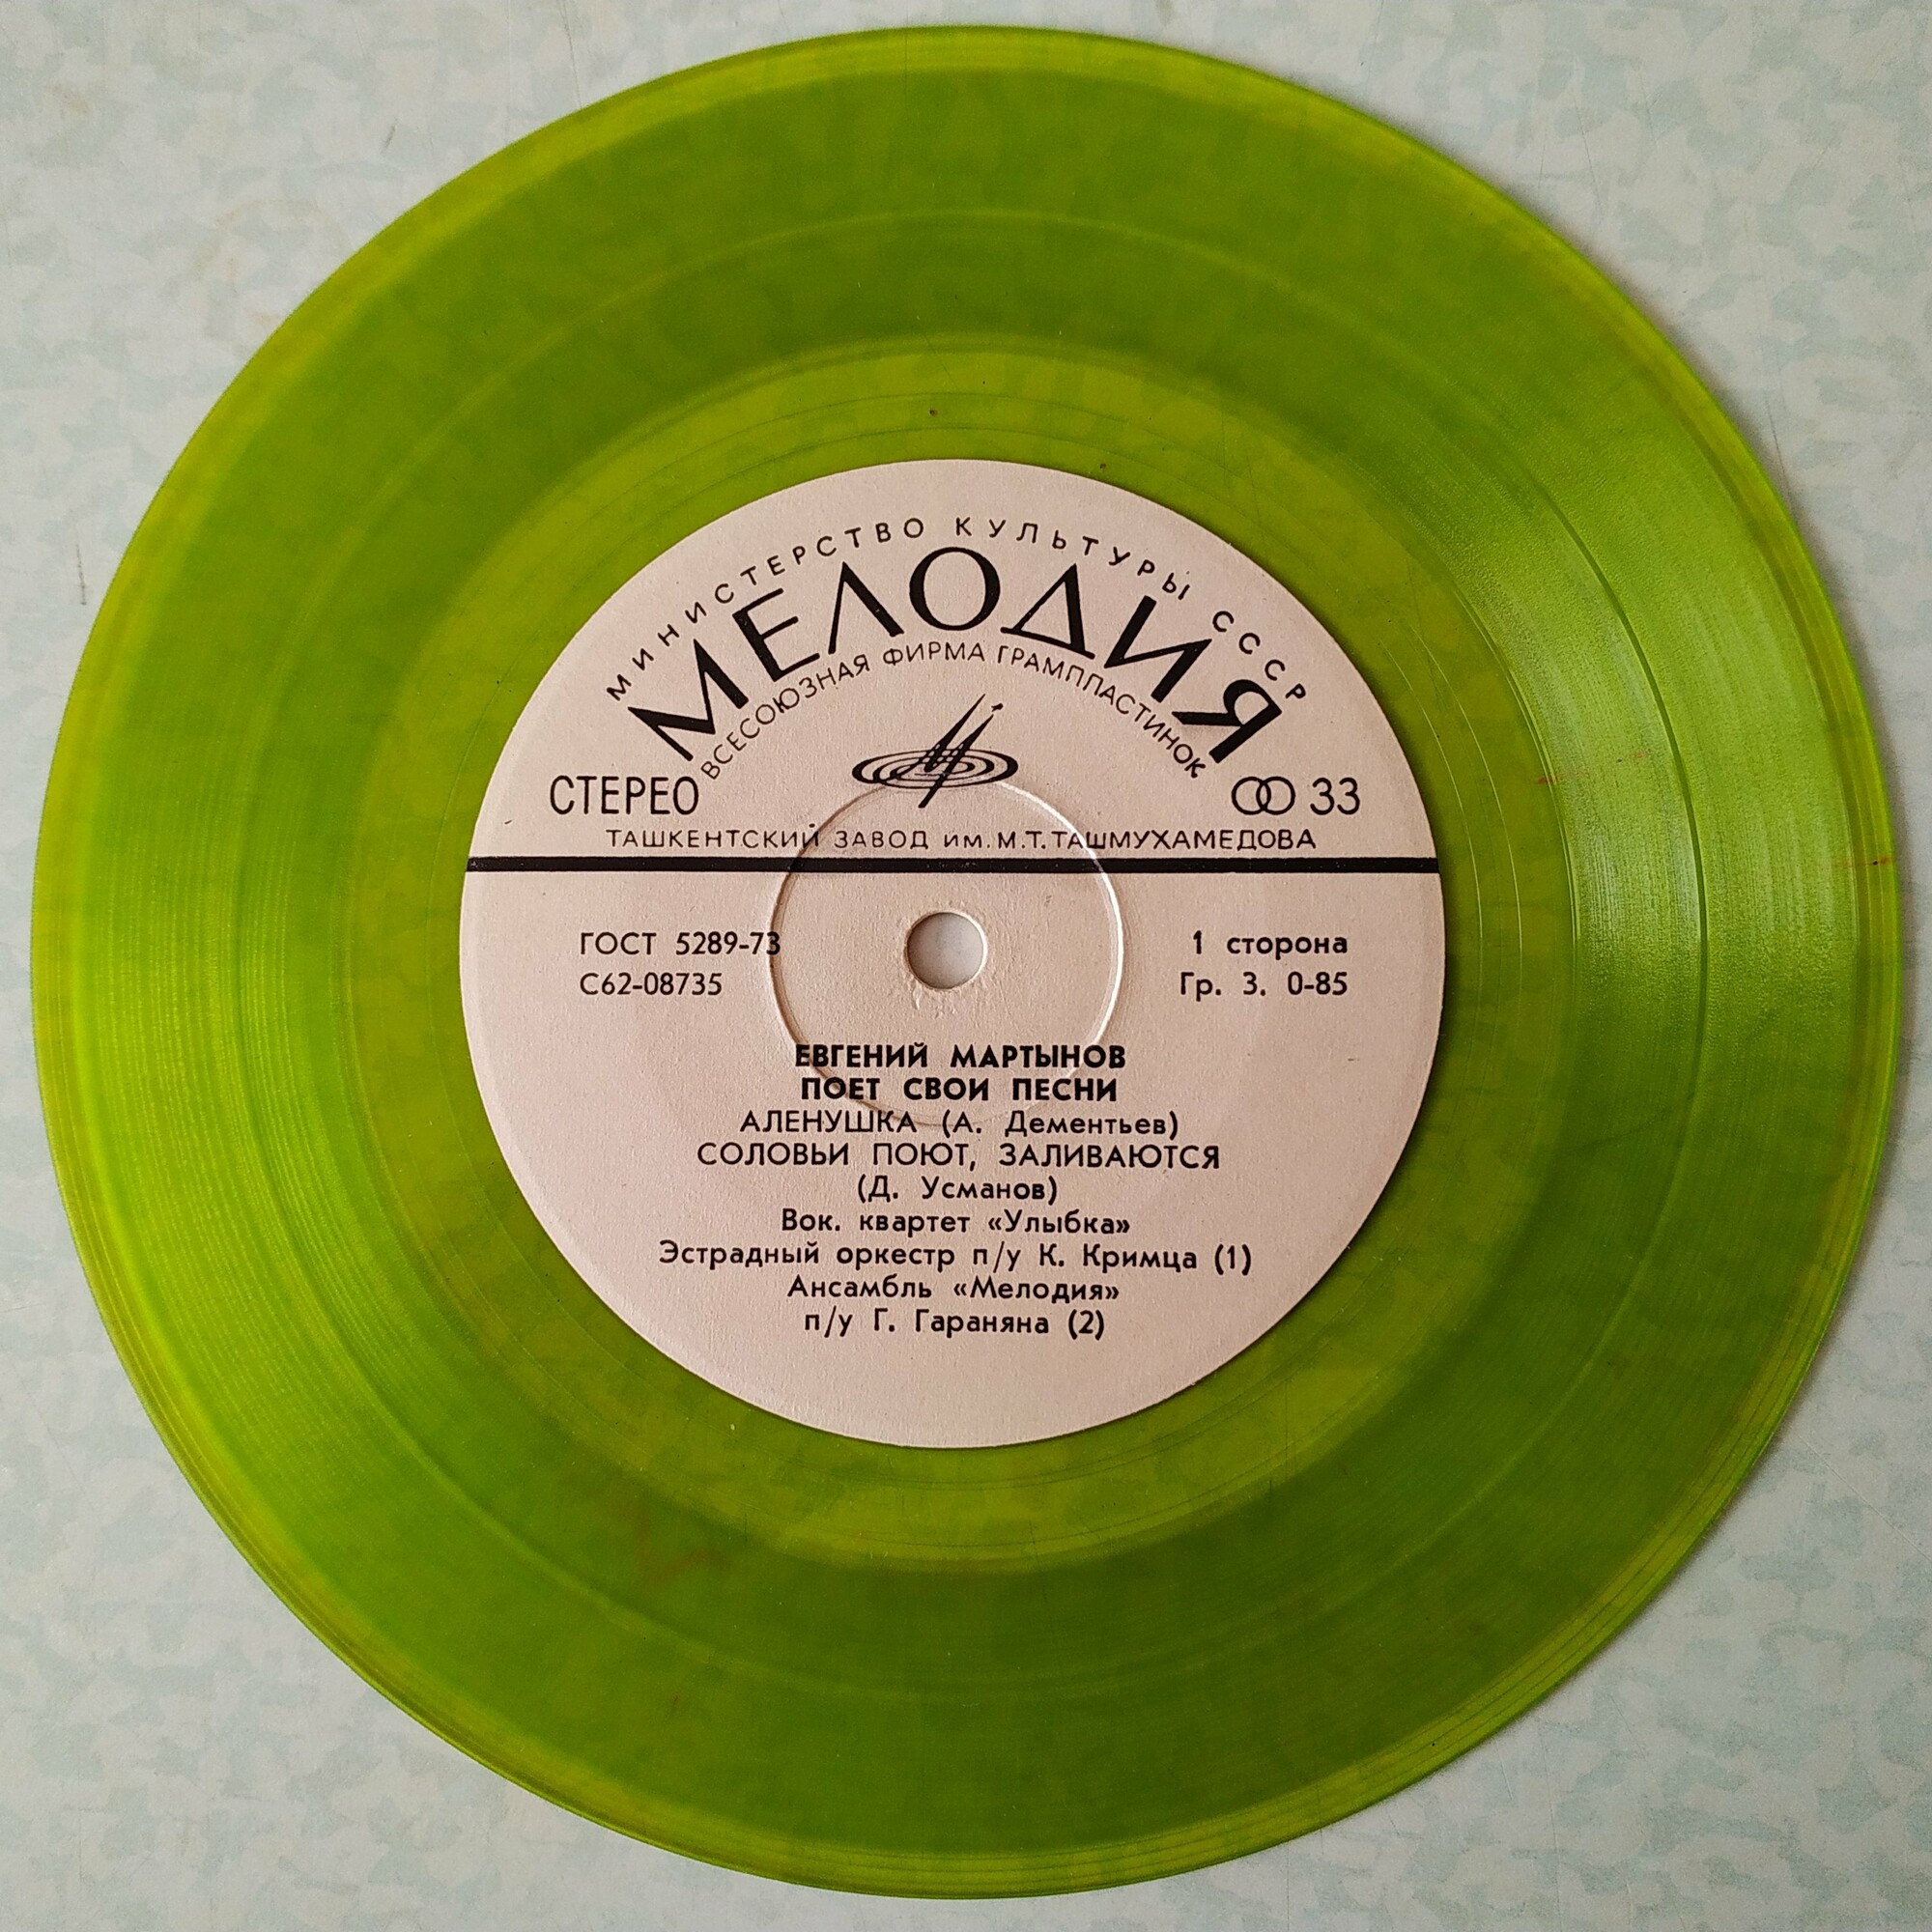 МИНИСТЕРСТВО КУЛЬТУРЫ СССР
МЕЛОДИЯ
ВСЕСОЮЗНАЯ ФИРМА ГРАМПЛАСТИНОК
СТЕРЕО 33
ТАШКЕНТСКИЙ ЗАВОД им. М.Т. ТАШМУХАМЕДОВА
ГОСТ 5289-73 1 сторона
С62-08735 Гр. 3. 0-85
ЕВГЕНИЙ МАРТЫНОВ
ПОЕТ СВОИ ПЕСНИ
АЛЕНУШКА (А. Дементьев)
СОЛОВЬИ ПОЮТ, ЗАЛИВАЮТСЯ
(Д. Усманов)
Вок. квартет «Улыбка»
Эстрадный оркестр п/у К. Кримца (1)
Ансамбль «Мелодия»
п/у Г. Гараняна (2)